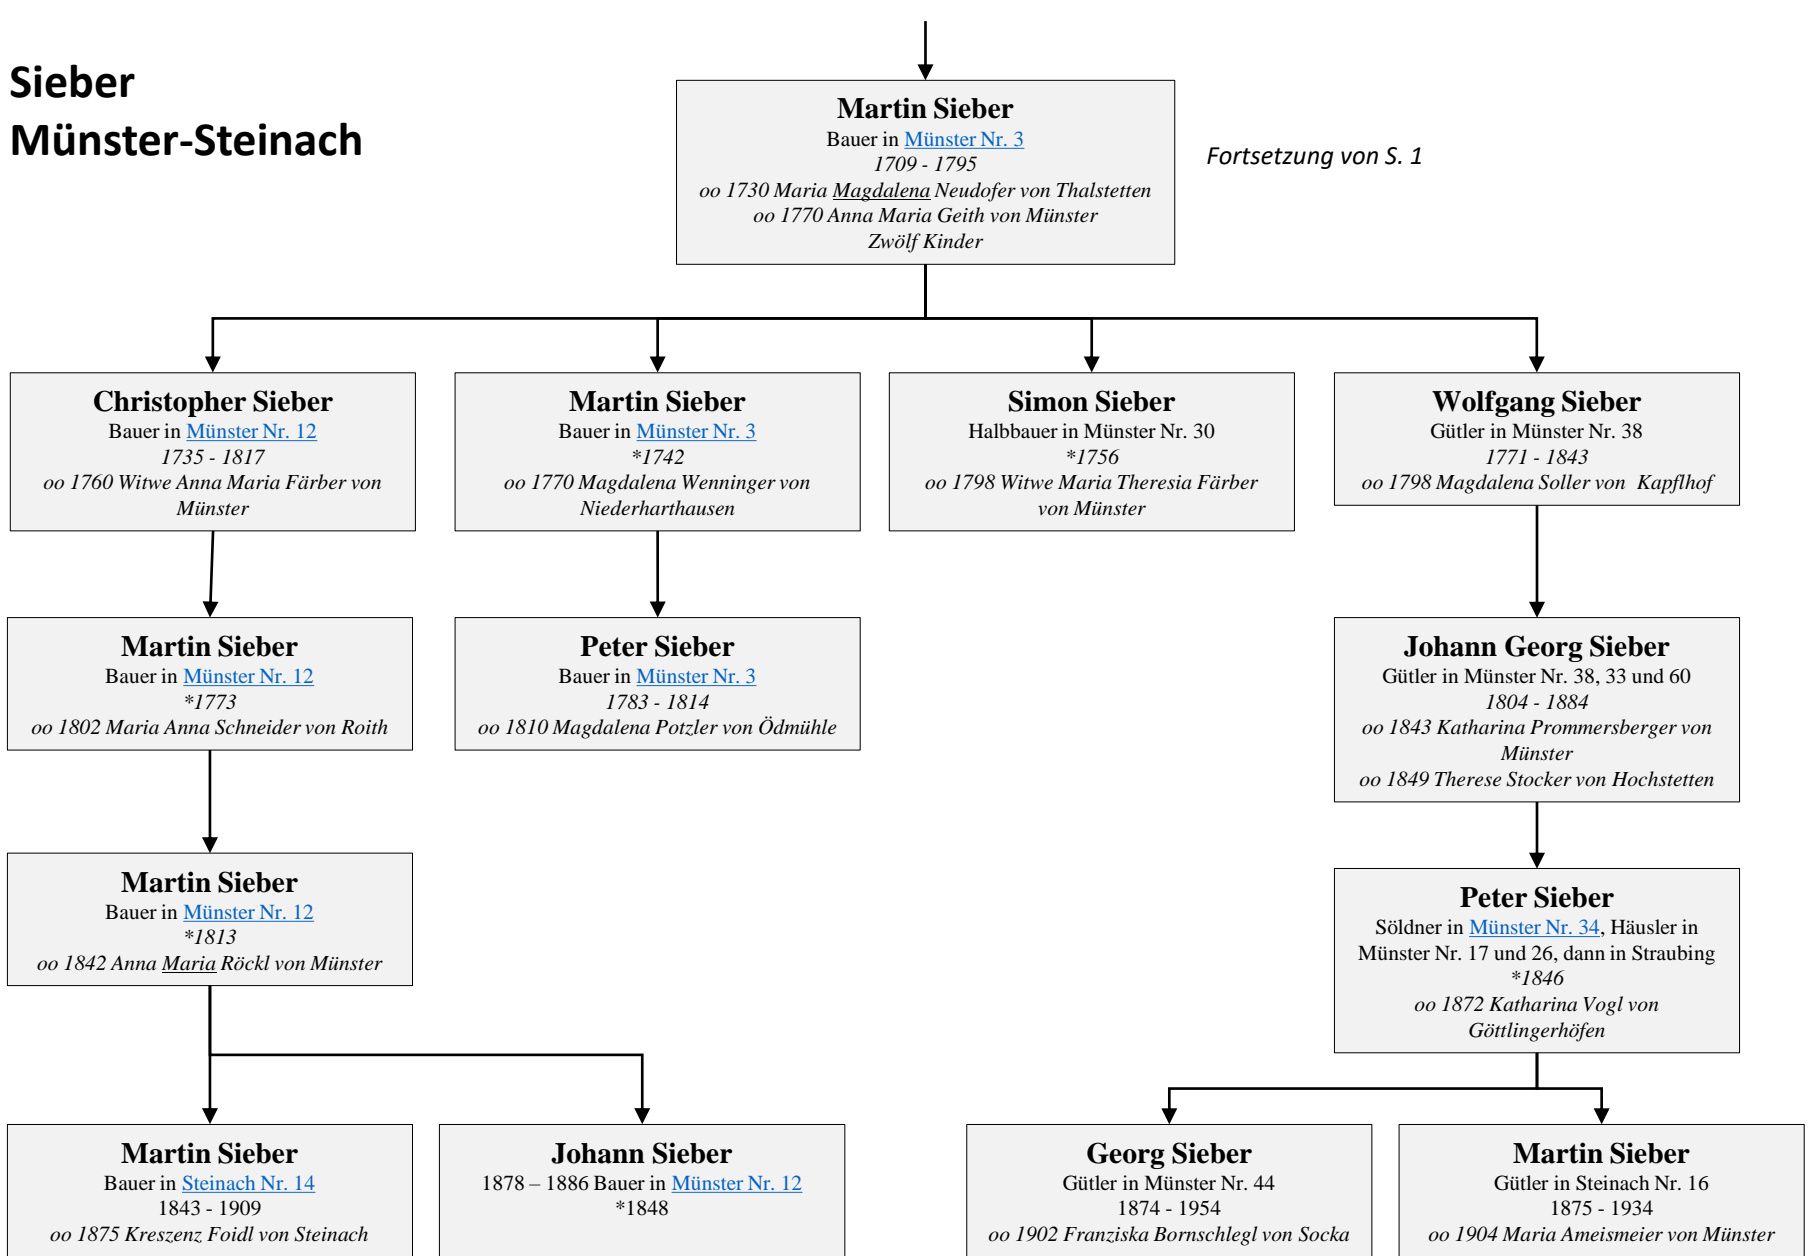 Sieber
Münster-Steinach
Martin Sieber
Bauer in Münster Nr. 3
1709 - 1795
oo 1730 Maria Magdalena Neudofer von Thalstetten
oo 1770 Anna Maria Geith von Münster
Zwölf Kinder
Fortsetzung von S. 1
Christopher Sieber
Bauer in Münster Nr. 12
1735 - 1817
oo 1760 Witwe Anna Maria Färber von
Münster
Martin Sieber
Bauer in Münster Nr. 3
*1742
oo 1770 Magdalena Wenninger von
Niederharthausen
Simon Sieber
Halbbauer in Münster Nr. 30
*1756
oo 1798 Witwe Maria Theresia Färber
von Münster
Wolfgang Sieber
Gütler in Münster Nr. 38
1771 - 1843
oo 1798 Magdalena Soller von Kapflhof
Martin Sieber
Bauer in Münster Nr. 12
*1773
oo 1802 Maria Anna Schneider von Roith
Peter Sieber
Bauer in Münster Nr. 3
1783 - 1814
oo 1810 Magdalena Potzler von Ödmühle
Johann Georg Sieber
Gütler in Münster Nr. 38, 33 und 60
1804 - 1884
oo 1843 Katharina Prommersberger von
Münster
oo 1849 Therese Stocker von Hochstetten
Martin Sieber
Bauer in Münster Nr. 12
*1813
oo 1842 Anna Maria Röckl von Münster
Peter Sieber
Söldner in Münster Nr. 34, Häusler in
Münster Nr. 17 und 26, dann in Straubing
*1846
oo 1872 Katharina Vogl von
Göttlingerhöfen
Martin Sieber
Bauer in Steinach Nr. 14
1843 - 1909
oo 1875 Kreszenz Foidl von Steinach
Johann Sieber
1878 – 1886 Bauer in Münster Nr. 12
*1848
Georg Sieber
Gütler in Münster Nr. 44
1874 - 1954
oo 1902 Franziska Bornschlegl von Socka
Martin Sieber
Gütler in Steinach Nr. 16
1875 - 1934
oo 1904 Maria Ameismeier von Münster